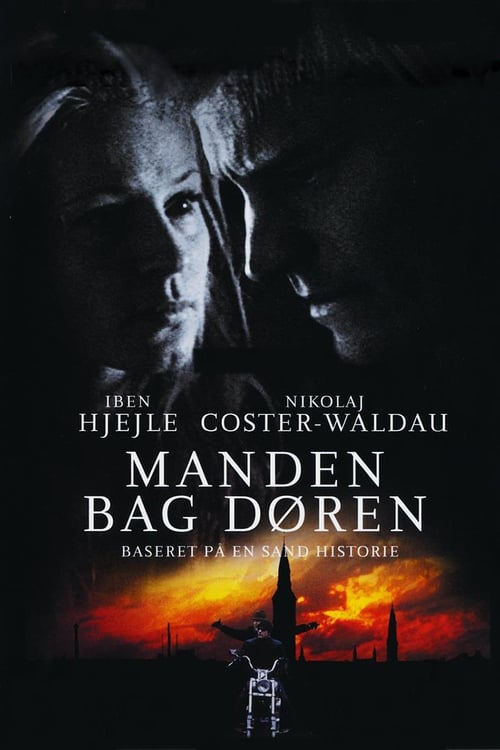 IBEN NIKOLAJ
HJEJLE COSTER-WALDAU
MANDEN
BAG DØREN
BASERET PÅ EN SAND HISTORIE